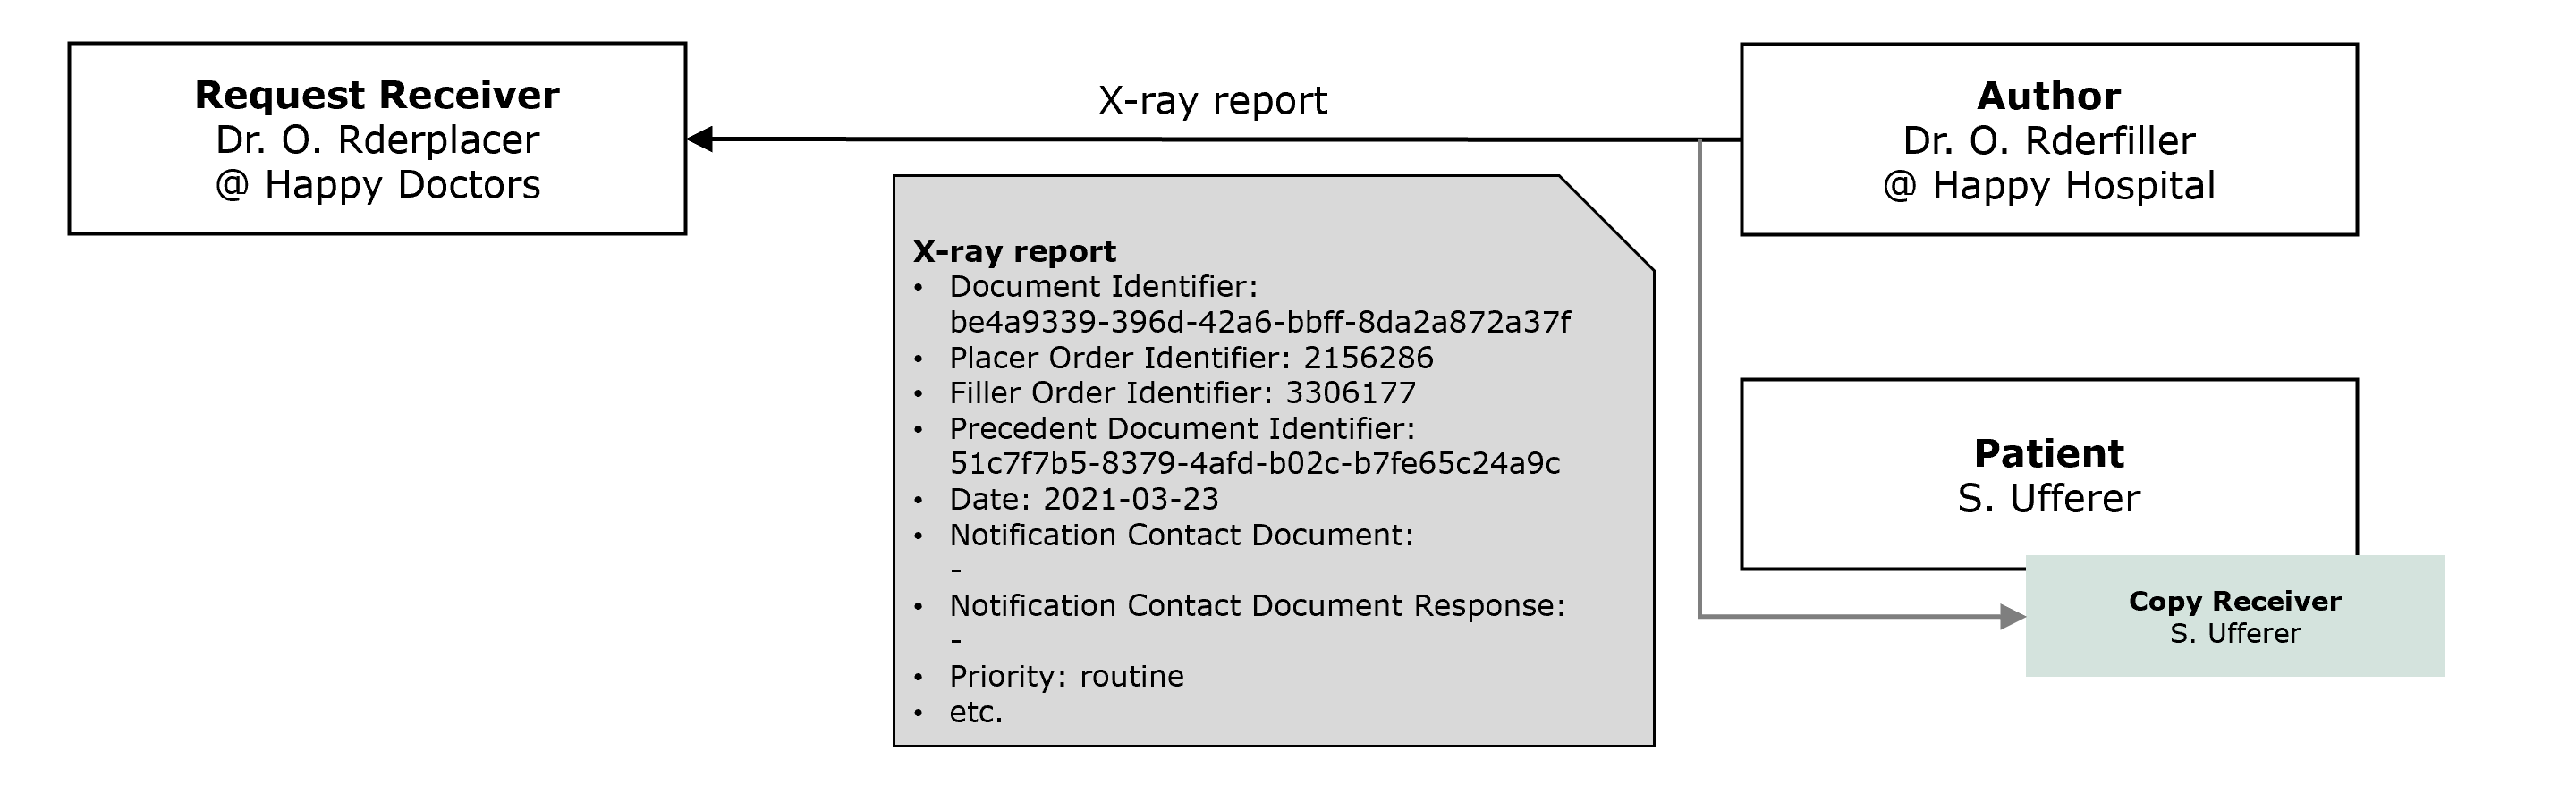 Request Receiver
Dr. O. Rderplacer
@ Happy Doctors
X-ray report
Author
Dr. O. Rderfiller
@ Happy Hospital
X-ray report
• Document Identifier:
be4a9339-396d-42a6-bbff-8da2a872a37f
• Placer Order Identifier: 2156286
• Filler Order Identifier: 3306177
• Precedent Document Identifier:
51c7f7b5-8379-4afd-b02c-b7fe65c24a9c
• Date: 2021-03-23
• Notification Contact Document:
-
• Notification Contact Document Response:
-
• Priority: routine
• etc.
Patient
S. Ufferer
Copy Receiver
S. Ufferer